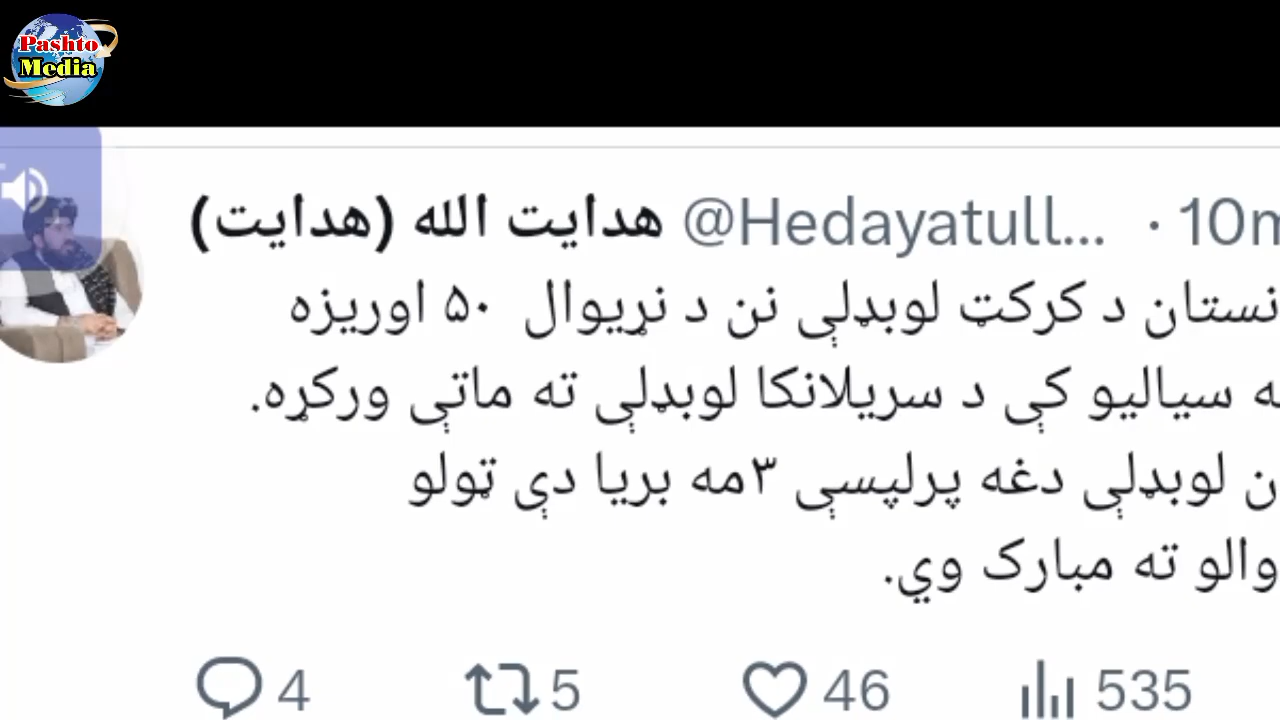 Pashto
Media
هدايت الله (هدايت) @Hedayatull... · 10m
نستان د کرکټ لوبډلې نن د نړيوال ۵۰ اوريزه
ه سياليو کې د سريلانکا لوبډلې ته ماتې ورکړه.
ن لوبډلې دغه پرلپسې ۳مه بريا دې ټولو
والو ته مبارک وي.
4 5 46 535